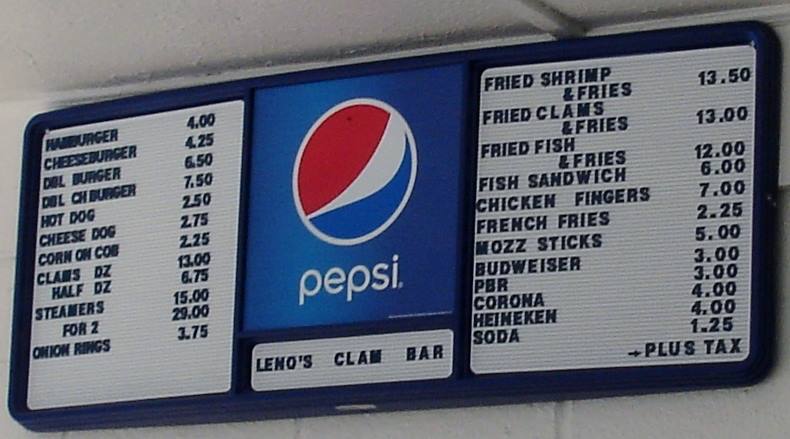 HAMBURGER 4.00
CHEESEBURGER 4.25
DBL BURGER 6.50
DBL CHBURGER 7.50
HOT DOG 2.50
CHEESE DOG 2.75
CORN ON COB 2.25
CLAMS DZ 13.00
HALF DZ 6.75
STEAMERS 15.00
FOR 2 29.00
ONION RINGS 3.75
pepsi
LENO'S CLAM BAR
FRIED SHRIMP
& FRIES 13.50
FRIED CLAMS
& FRIES 13.00
FRIED FISH
& FRIES 12.00
FISH SANDWICH 6.00
CHICKEN FINGERS 7.00
FRENCH FRIES 2.25
MOZZ STICKS 5.00
BUDWEISER 3.00
PBR 3.00
CORONA 4.00
HEINEKEN 4.00
SODA 1.25
→PLUS TAX